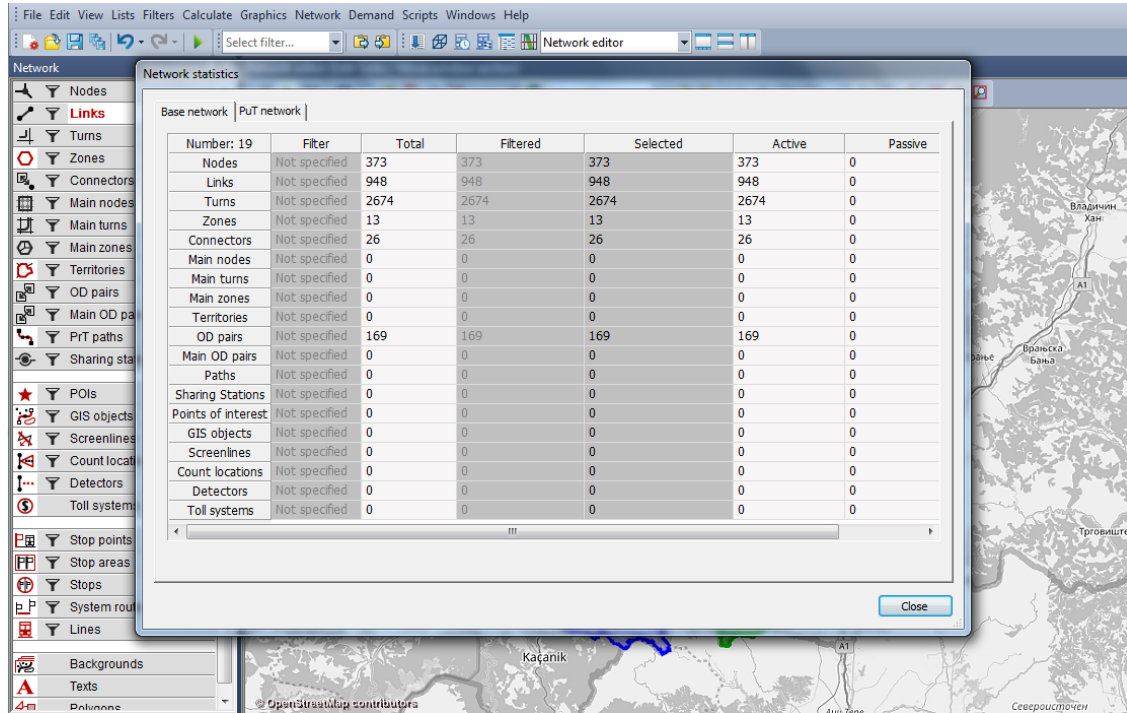 File Edit View Lists Filters Calculate Graphics Network Demand Scripts Windows Help
Select filter...
Network editor
Network
Nodes
Links
Turns
Zones
Connectors
Main nodes
Main turns
Main zones
Territories
OD pairs
Main OD pa
PrT paths
Sharing sta
POIs
GIS objects
Screenlines
Count locati
Detectors
Toll systems
Stop points
Stop areas
Stops
System rout
Lines
Backgrounds
Texts
Polygons
Network statistics
Base network PuT network
Number: 19 Filter Total Filtered Selected Active Passive
Nodes Not specified 373 373 373 373 0
Links Not specified 948 948 948 948 0
Turns Not specified 2674 2674 2674 2674 0
Zones Not specified 13 13 13 13 0
Connectors Not specified 26 26 26 26 0
Main nodes Not specified 0 0 0 0 0
Main turns Not specified 0 0 0 0 0
Main zones Not specified 0 0 0 0 0
Territories Not specified 0 0 0 0 0
OD pairs Not specified 169 169 169 169 0
Main OD pairs Not specified 0 0 0 0 0
Paths Not specified 0 0 0 0 0
Sharing Stations Not specified 0 0 0 0 0
Points of interest Not specified 0 0 0 0 0
GIS objects Not specified 0 0 0 0 0
Screenlines Not specified 0 0 0 0 0
Count locations Not specified 0 0 0 0 0
Detectors Not specified 0 0 0 0 0
Toll systems Not specified 0 0 0 0 0
Close
Владичин
Хан
A1
Врањска
Бања
ање
Трговиште
A1
Kaçanik
Североисточен
© OpenStreetMap contributors